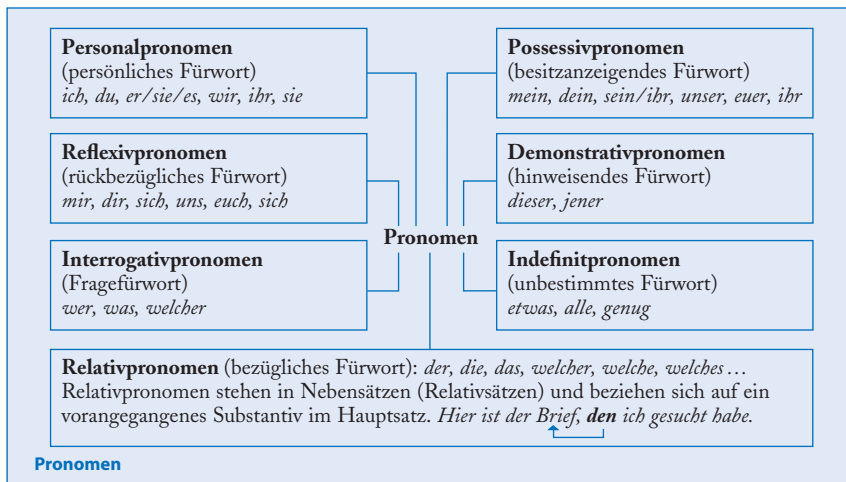 Personalpronomen
(persönliches Fürwort)
ich, du, er/sie/es, wir, ihr, sie
Possessivpronomen
(besitzanzeigendes Fürwort)
mein, dein, sein/ihr, unser, euer, ihr
Reflexivpronomen
(rückbezügliches Fürwort)
mir, dir, sich, uns, euch, sich
Demonstrativpronomen
(hinweisendes Fürwort)
dieser, jener
Pronomen
Interrogativpronomen
(Fragefürwort)
wer, was, welcher
Indefinitpronomen
(unbestimmtes Fürwort)
etwas, alle, genug
Relativpronomen (bezügliches Fürwort): der, die, das, welcher, welche, welches…
Relativpronomen stehen in Nebensätzen (Relativsätzen) und beziehen sich auf ein
vorangegangenes Substantiv im Hauptsatz. Hier ist der Brief, den ich gesucht habe.
Pronomen